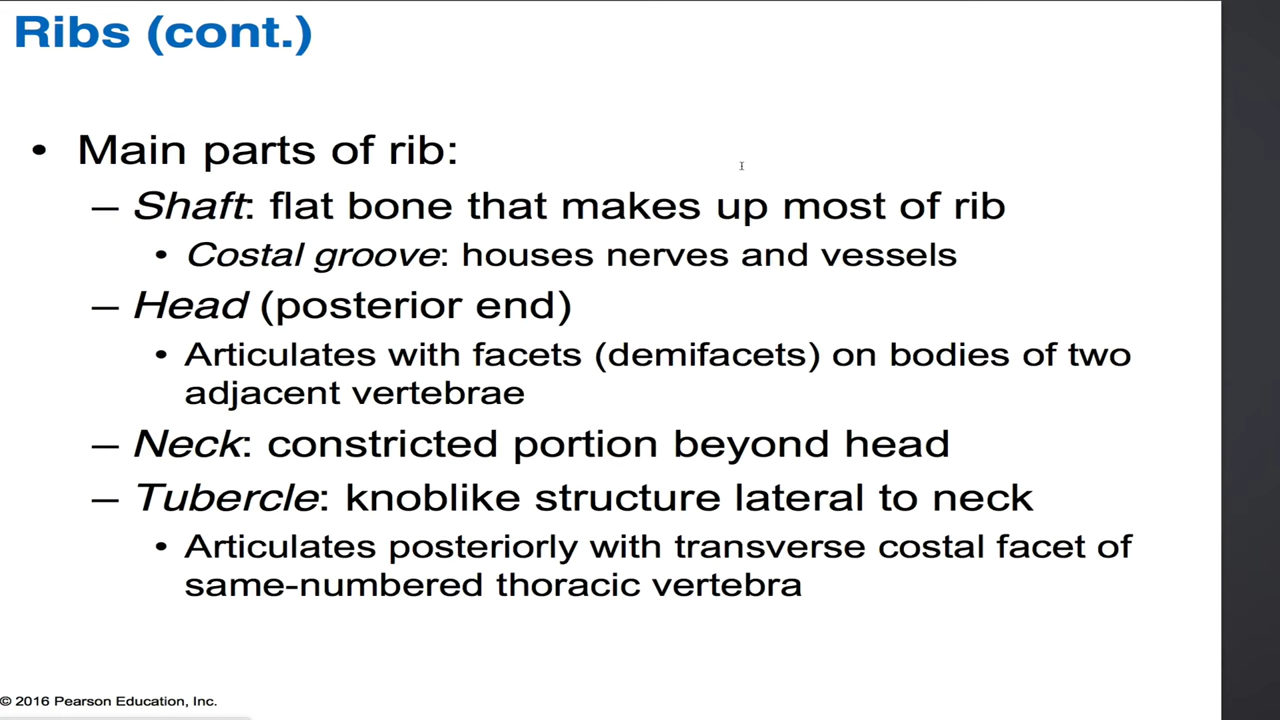 Ribs (cont.)
• Main parts of rib:
– Shaft: flat bone that makes up most of rib
• Costal groove: houses nerves and vessels
– Head (posterior end)
• Articulates with facets (demifacets) on bodies of two
adjacent vertebrae
– Neck: constricted portion beyond head
– Tubercle: knoblike structure lateral to neck
• Articulates posteriorly with transverse costal facet of
same-numbered thoracic vertebra
© 2016 Pearson Education, Inc.